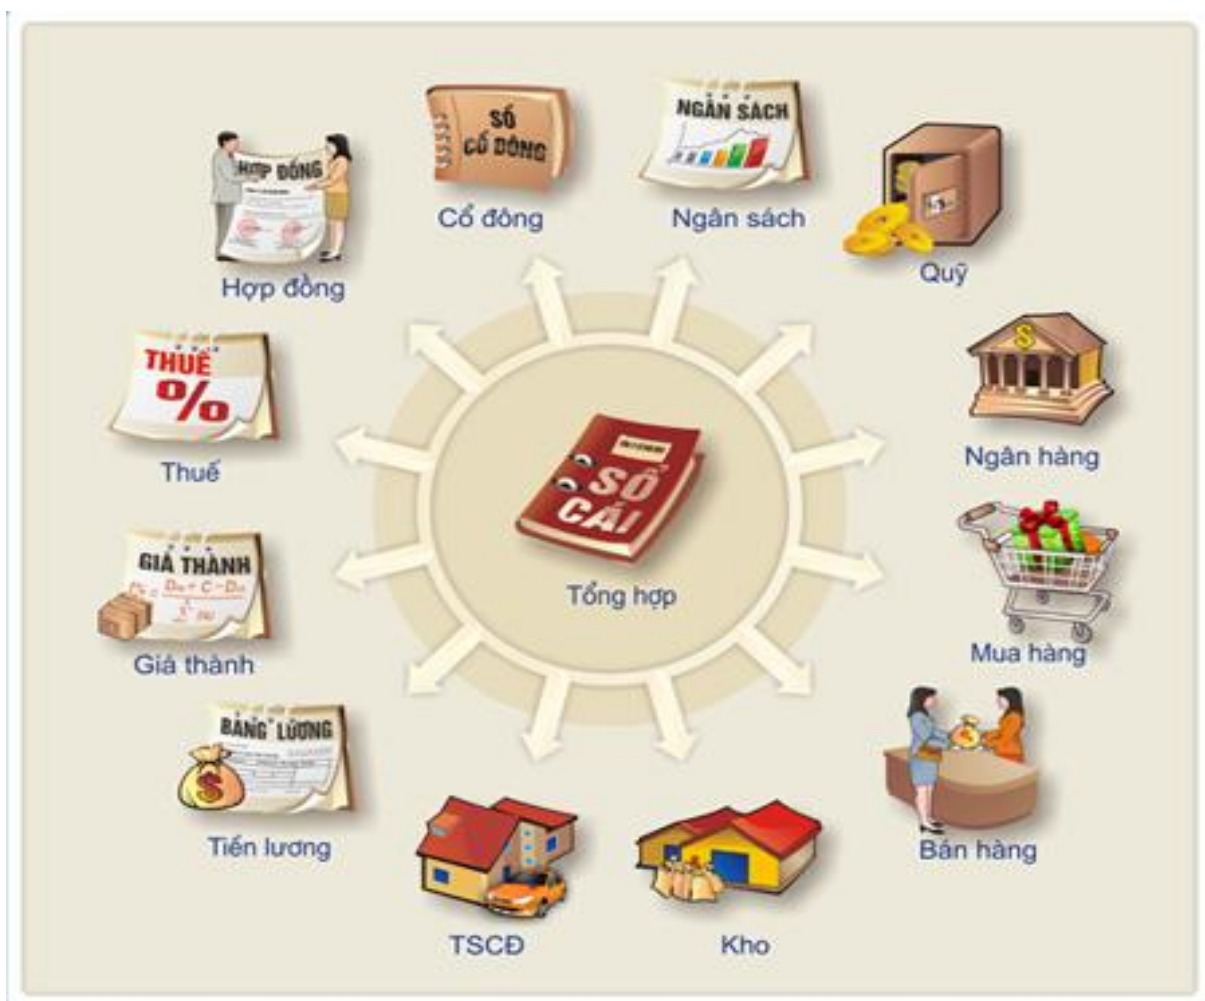 SỔ
CỔ ĐÔNG
Cổ đông
NGÂN SÁCH
Ngân sách
Quỹ
HỢP ĐỒNG
Hợp đồng
THUẾ
%
Thuế
$
Ngân hàng
SỔ
CÁI
Tổng hợp
GIÁ THÀNH
Giá thành
Mua hàng
BẢNG LƯƠNG
$
Tiền lương
Bán hàng
TSCĐ
Kho